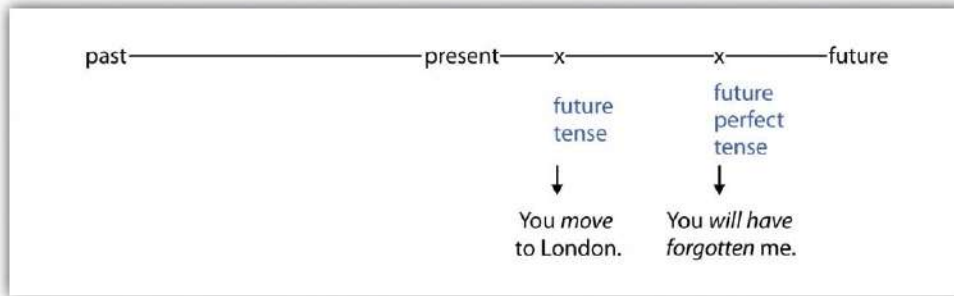 past present x x future
future
tense
future
perfect
tense
You move
to London.
You will have
forgotten me.